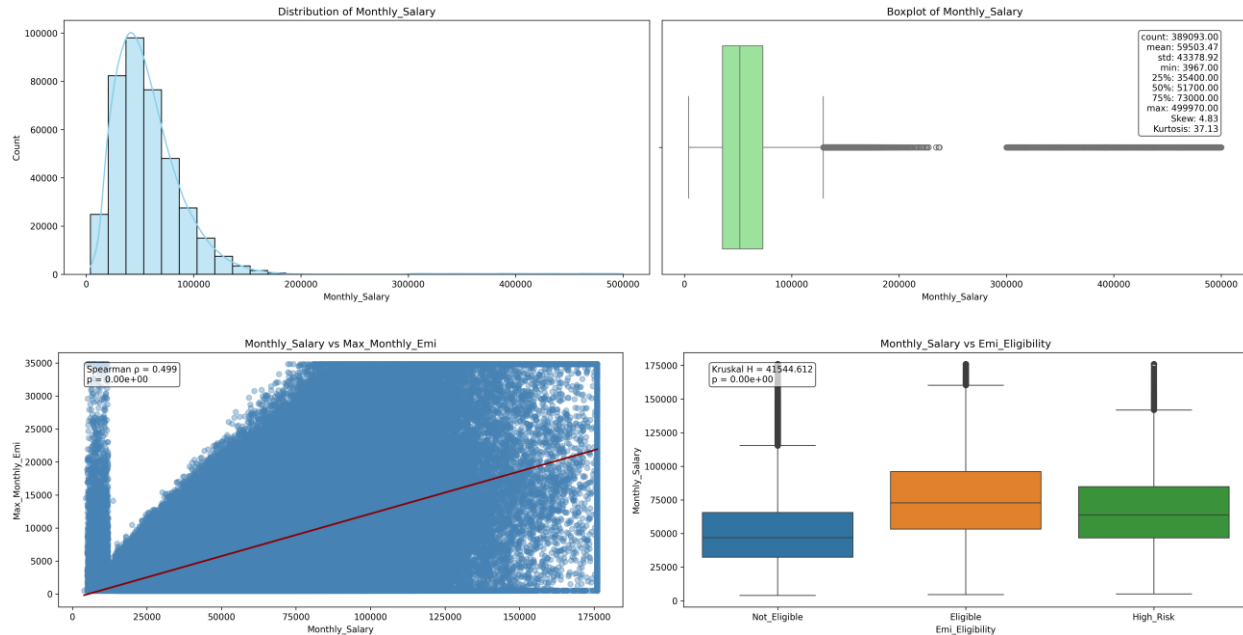 Distribution of Monthly_Salary
100000
80000
60000
40000
20000
0
Count
0
100000
200000
300000
400000
500000
Monthly_Salary
Boxplot of Monthly_Salary
count: 389093.00
mean: 59503.47
std: 43378.92
min: 3967.00
25%: 35400.00
50%: 51700.00
75%: 73000.00
max: 499970.00
Skew: 4.83
Kurtosis: 37.13
0
100000
200000
300000
400000
500000
Monthly_Salary
Monthly_Salary vs Max_Monthly_Emi
Spearman ρ = 0.499
p = 0.00e+00
35000
30000
25000
20000
15000
10000
5000
0
Max_Monthly_Emi
0
25000
50000
75000
100000
125000
150000
175000
Monthly_Salary
Monthly_Salary vs Emi_Eligibility
Kruskal H = 41544.612
p = 0.00e+00
175000
150000
125000
100000
75000
50000
25000
0
Monthly_Salary
Not_Eligible
Eligible
High_Risk
Emi_Eligibility